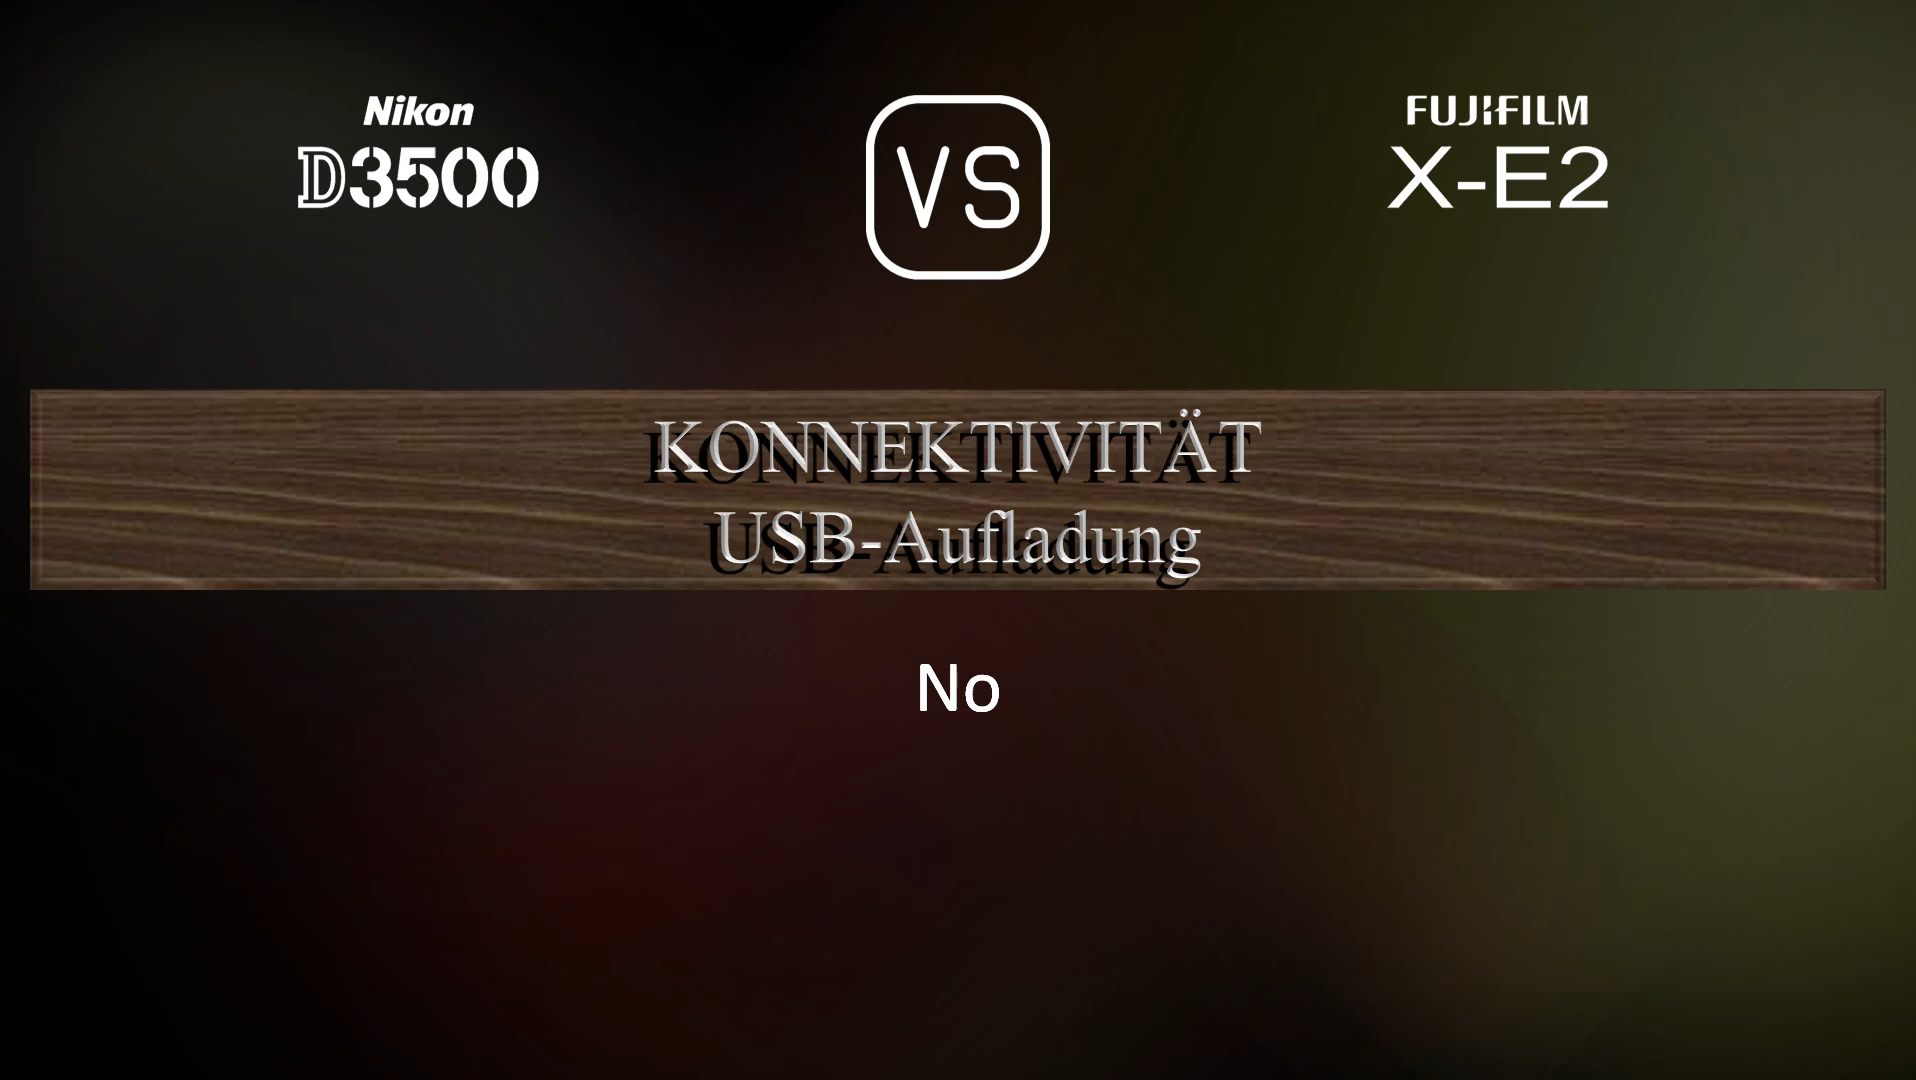 Nikon
D3500
VS
FUJIFILM
X-E2
KONNEKTIVITÄT
USB-Aufladung
No